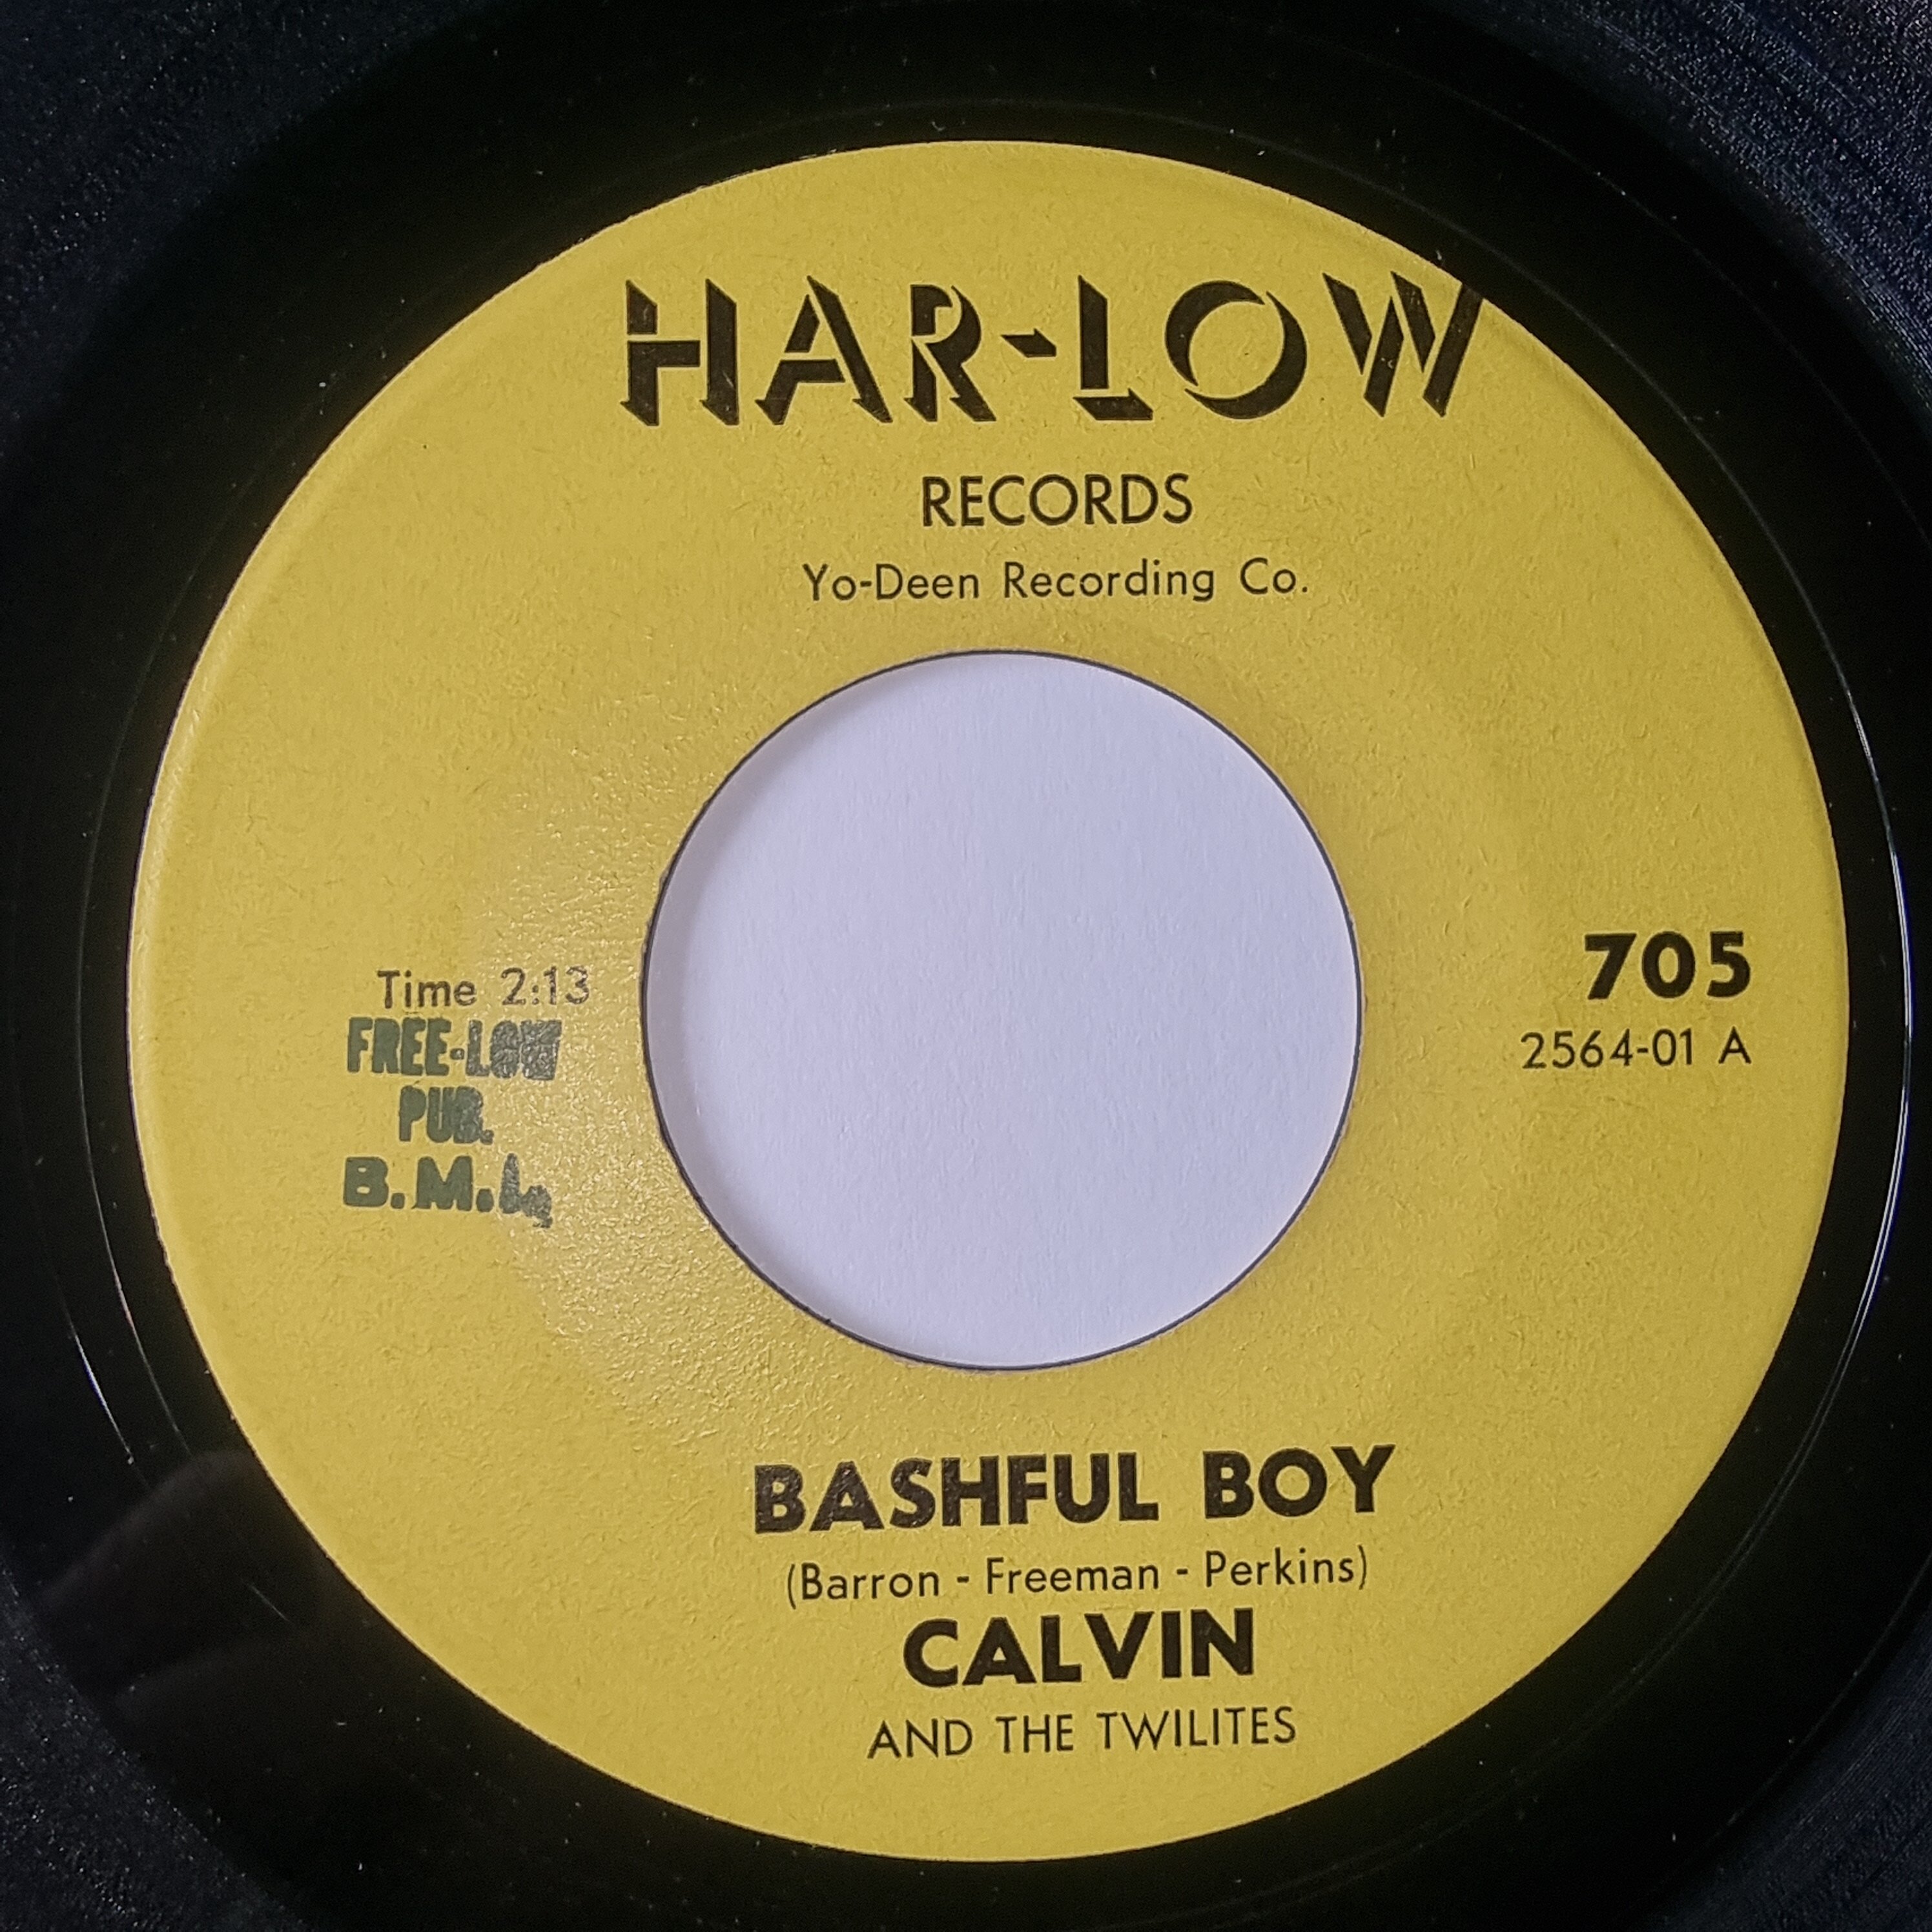 HAR-LOW
RECORDS
Yo-Deen Recording Co.
Time 2:13
FREE-LOW
PUB.
B.M.I.
705
2564-01 A
BASHFUL BOY
(Barron - Freeman - Perkins)
CALVIN
AND THE TWILITES